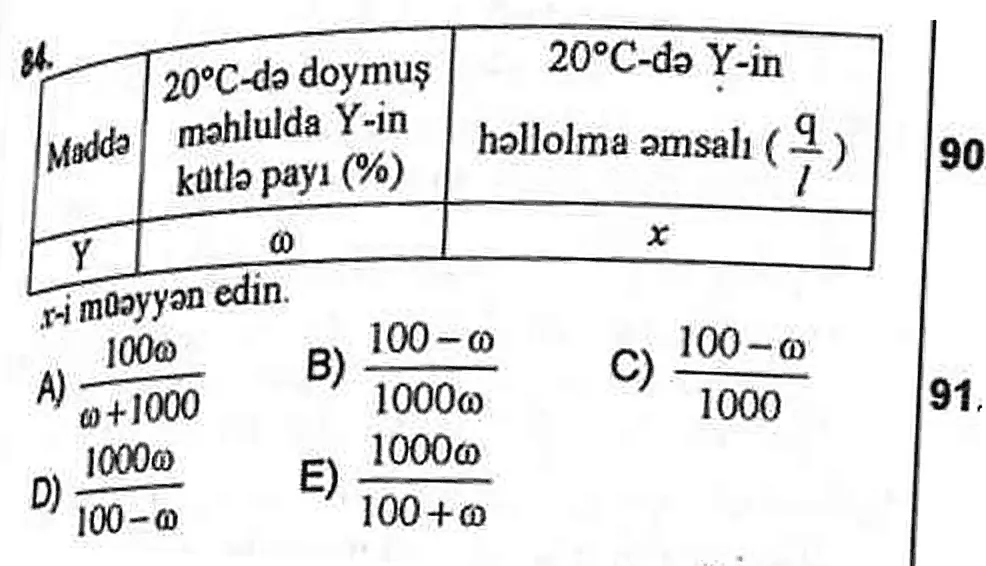 84.
Maddə
20°C-də doymuş
məhlulda Y-in
kütlə payı (%)
20°C-də Y-in
həllolma əmsalı (q/l)
Y
ω
x
x-i müəyyən edin.
A) 100ω/(ω+1000)
B) (100-ω)/1000ω
C) (100-ω)/1000
D) 1000ω/(100-ω)
E) 1000ω/(100+ω)
90
91.